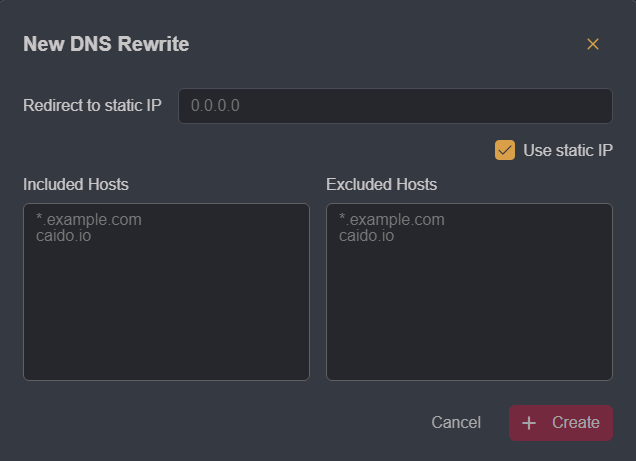 New DNS Rewrite
Redirect to static IP 0.0.0.0
Use static IP
Included Hosts
*.example.com
caido.io
Excluded Hosts
*.example.com
caido.io
Cancel
Create